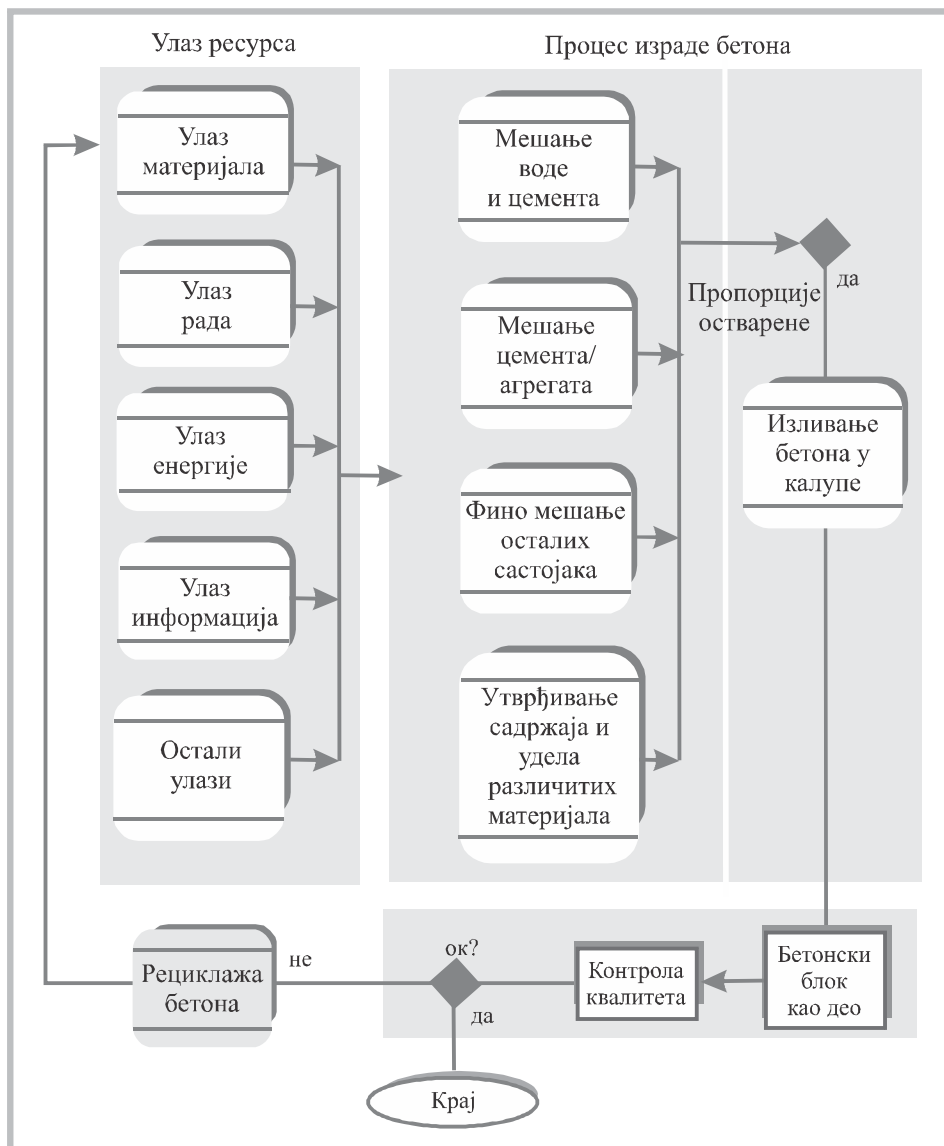 Улаз ресурса
Процес израде бетона
Улаз
материјала
Улаз
рада
Улаз
енергије
Улаз
информација
Остали
улази
Мешање
воде
и цемента
Мешање
цемента/
агрегата
Фино мешање
осталих
састојака
Утврђивање
садржаја и
удела
различитих
материјала
да
Пропорције
остварене
Изливање
бетона у
калупе
Бетонски
блок
као део
Контрола
квалитета
ок?
да
не
Рециклажа
бетона
Крај